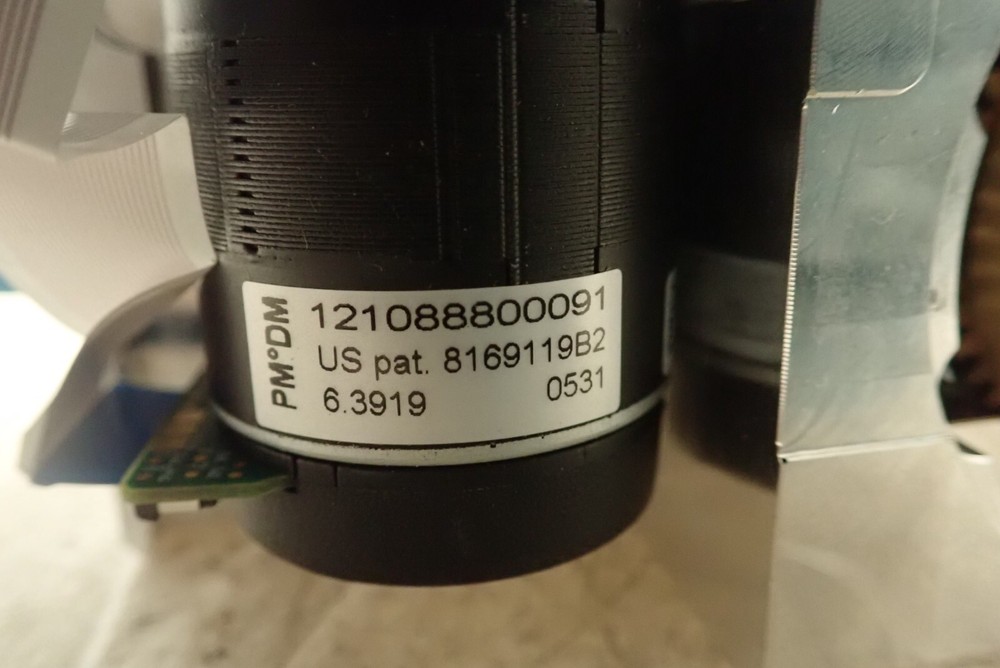 PM°DM
121088800091
US pat. 8169119B2
6.3919 0531